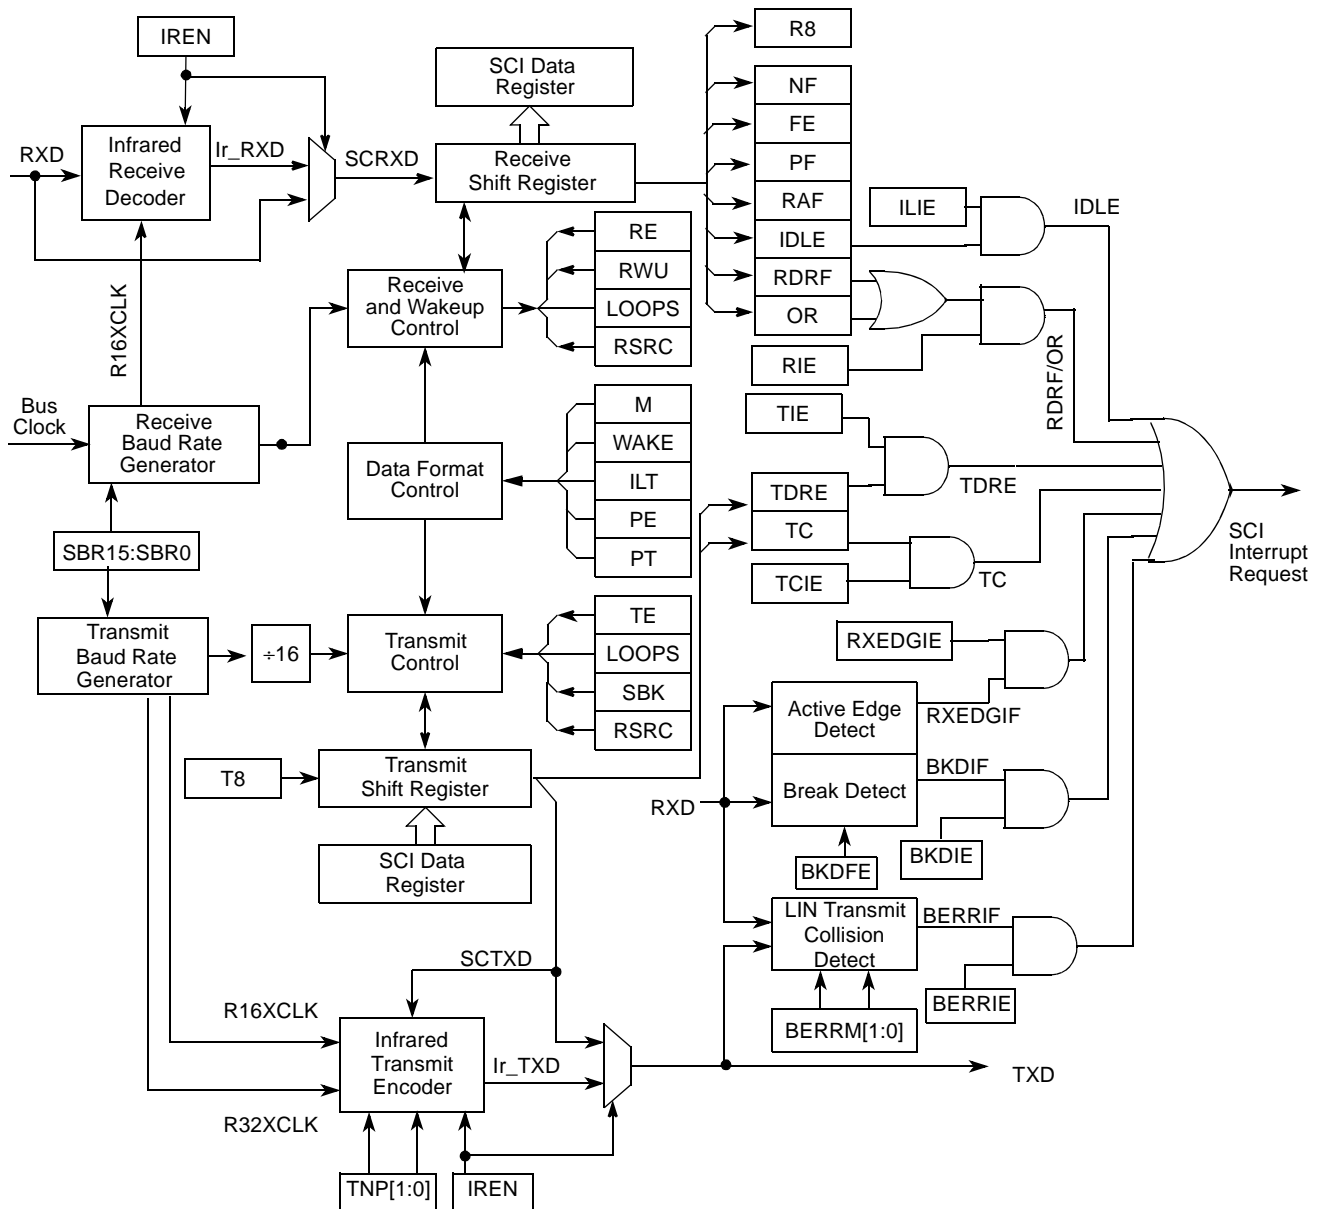 IREN
R8
SCI Data
Register
NF
FE
PF
RAF
IDLE
RDRF
OR
RXD
Infrared
Receive
Decoder
Ir_RXD
SCRXD
Receive
Shift Register
ILIE
IDLE
RE
RWU
LOOPS
RSRC
Receive
and Wakeup
Control
R16XCLK
RIE
RDRF/OR
Bus
Clock
Receive
Baud Rate
Generator
M
WAKE
ILT
PE
PT
Data Format
Control
TIE
TDRE
TC
TDRE
TCIE
TC
SCI
Interrupt
Request
SBR15:SBR0
Transmit
Baud Rate
Generator
÷16
Transmit
Control
TE
LOOPS
SBK
RSRC
RXEDGIE
Active Edge
Detect
RXEDGIF
Break Detect
BKDIF
RXD
BKDFE
BKDIE
T8
Transmit
Shift Register
SCI Data
Register
LIN Transmit
Collision
Detect
BERRIF
BERRIE
BERRM[1:0]
SCTXD
R16XCLK
Infrared
Transmit
Encoder
Ir_TXD
R32XCLK
TXD
TNP[1:0]
IREN